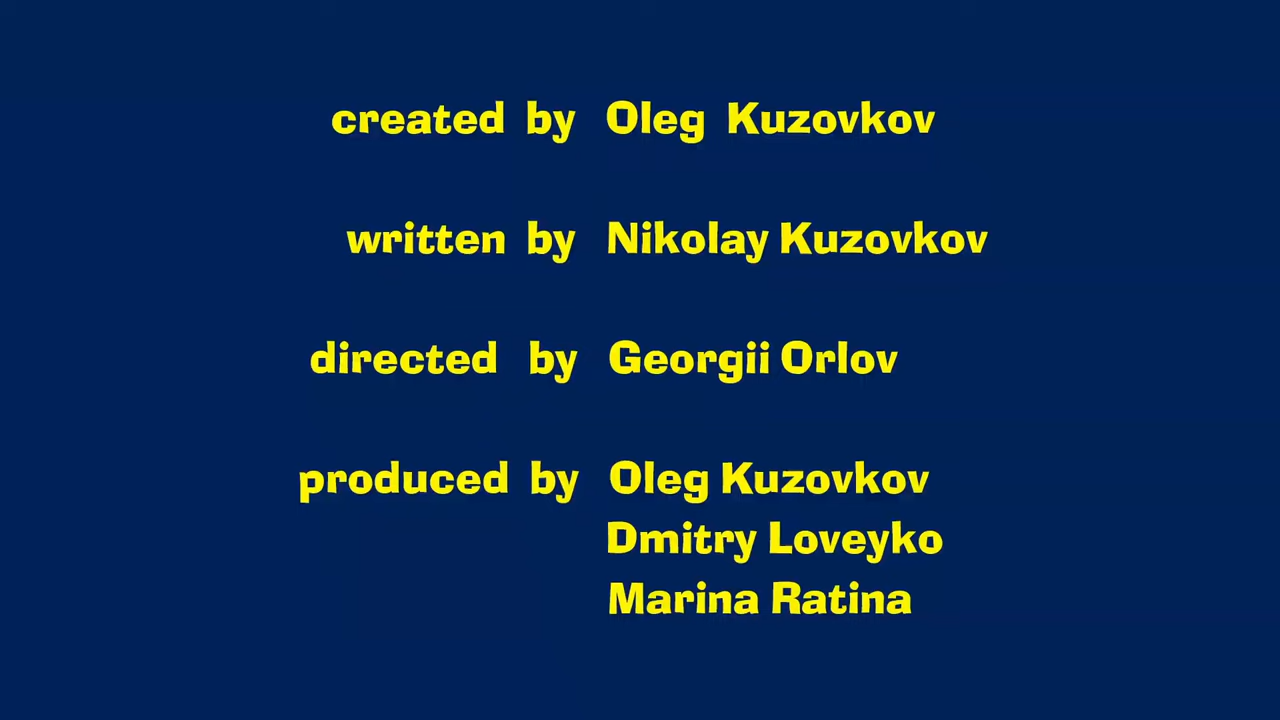 created by Oleg Kuzovkov
written by Nikolay Kuzovkov
directed by Georgii Orlov
produced by Oleg Kuzovkov
Dmitry Loveyko
Marina Ratina